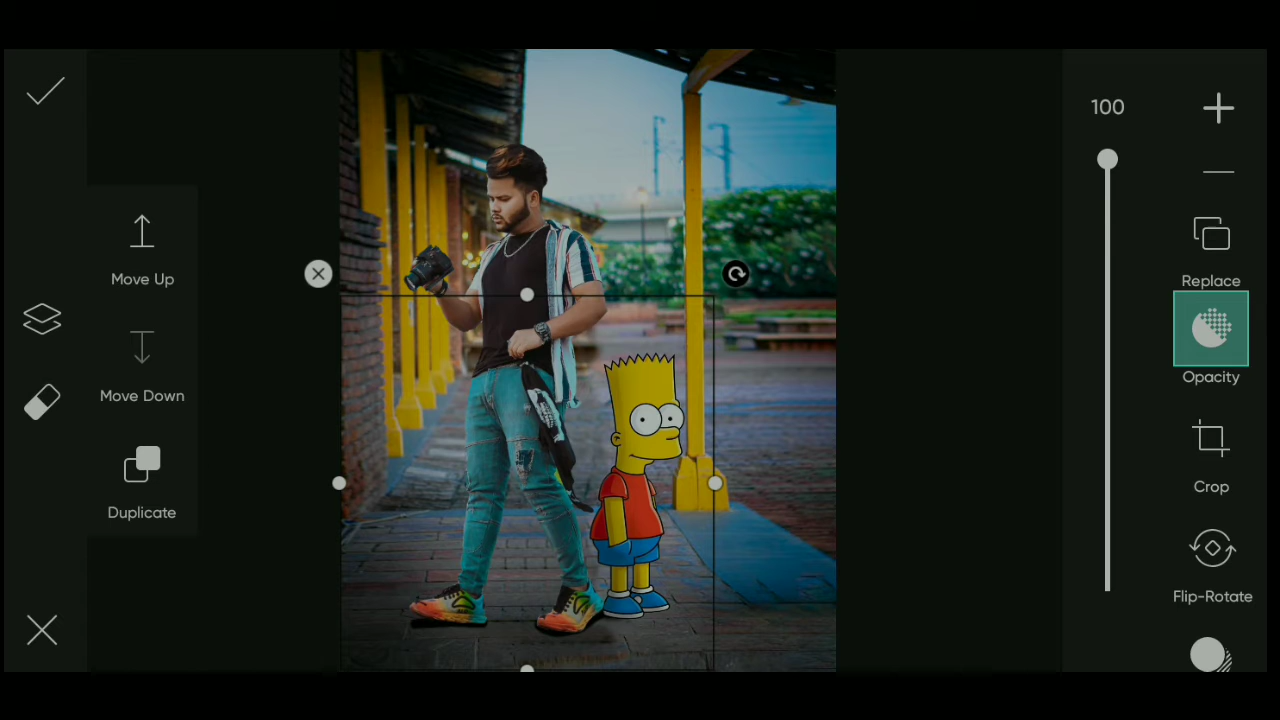 Move Up
Move Down
Duplicate
100
Replace
Opacity
Crop
Flip-Rotate